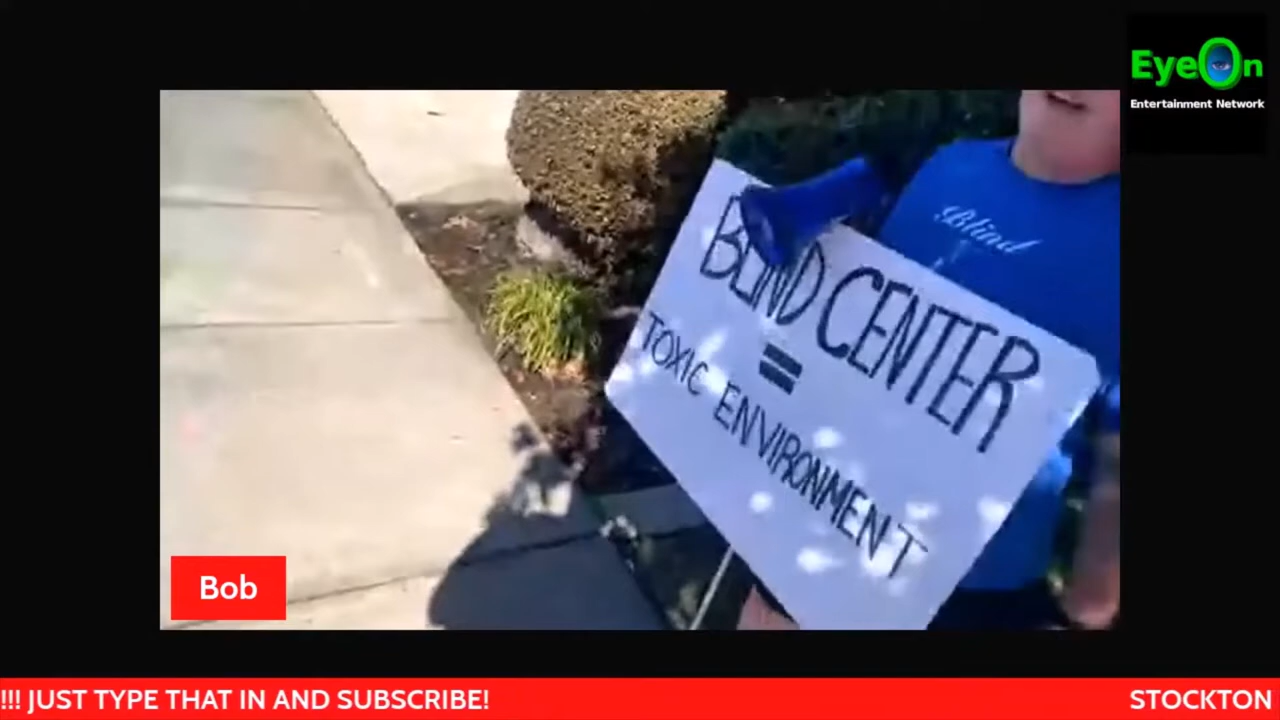 EyeOn
Entertainment Network
Blind
BLIND CENTER
=
TOXIC ENVIRONMENT
Bob
!!! JUST TYPE THAT IN AND SUBSCRIBE!
STOCKTON